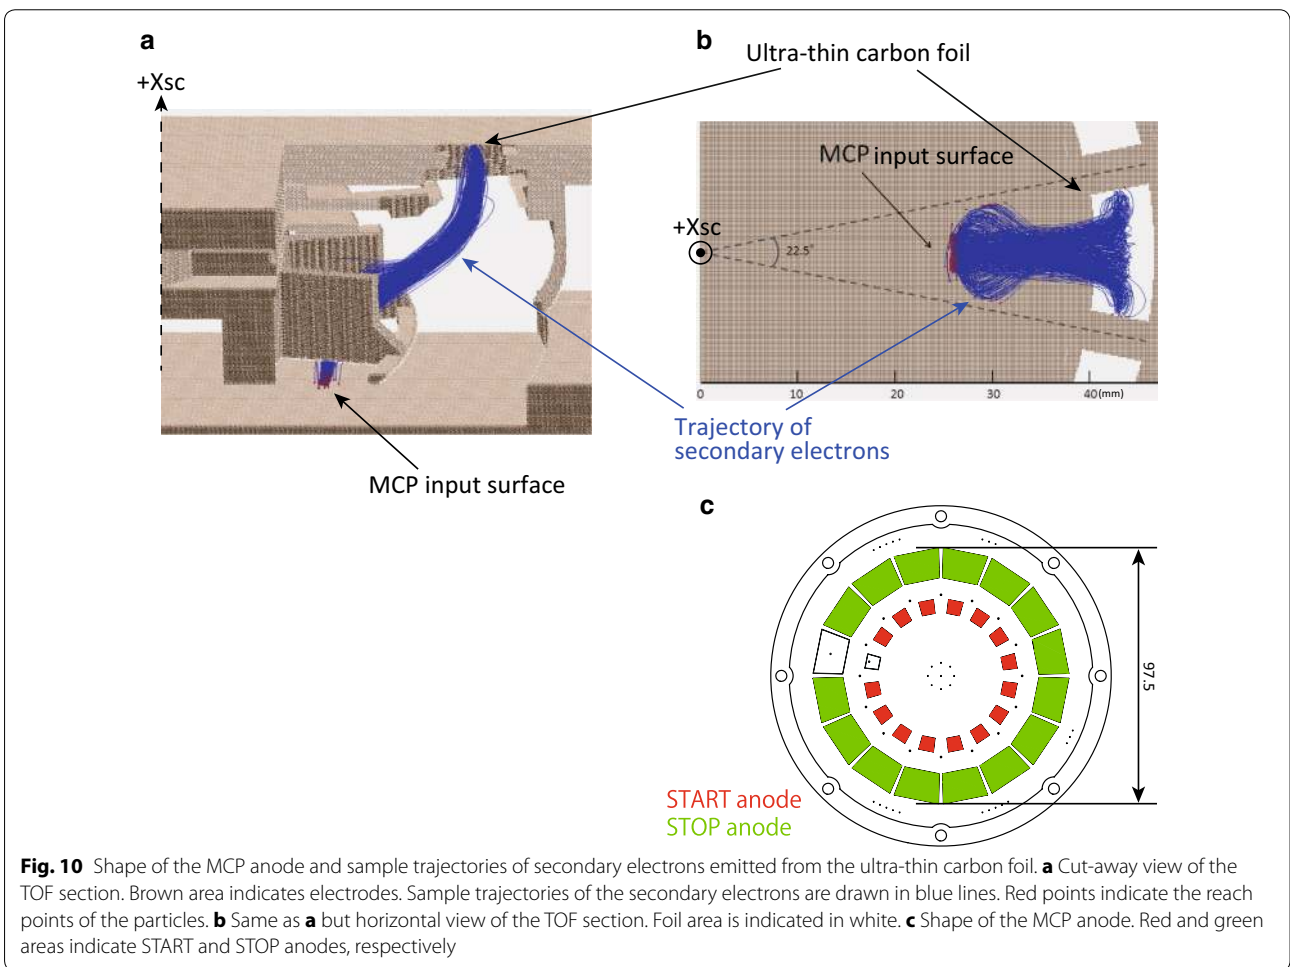 a
b
Ultra-thin carbon foil
+Xsc
MCP input surface
+Xsc
22.5°
0 10 20 30 40(mm)
Trajectory of
secondary electrons
MCP input surface
c
97.5
START anode
STOP anode
Fig. 10 Shape of the MCP anode and sample trajectories of secondary electrons emitted from the ultra-thin carbon foil. a Cut-away view of the
TOF section. Brown area indicates electrodes. Sample trajectories of the secondary electrons are drawn in blue lines. Red points indicate the reach
points of the particles. b Same as a but horizontal view of the TOF section. Foil area is indicated in white. c Shape of the MCP anode. Red and green
areas indicate START and STOP anodes, respectively